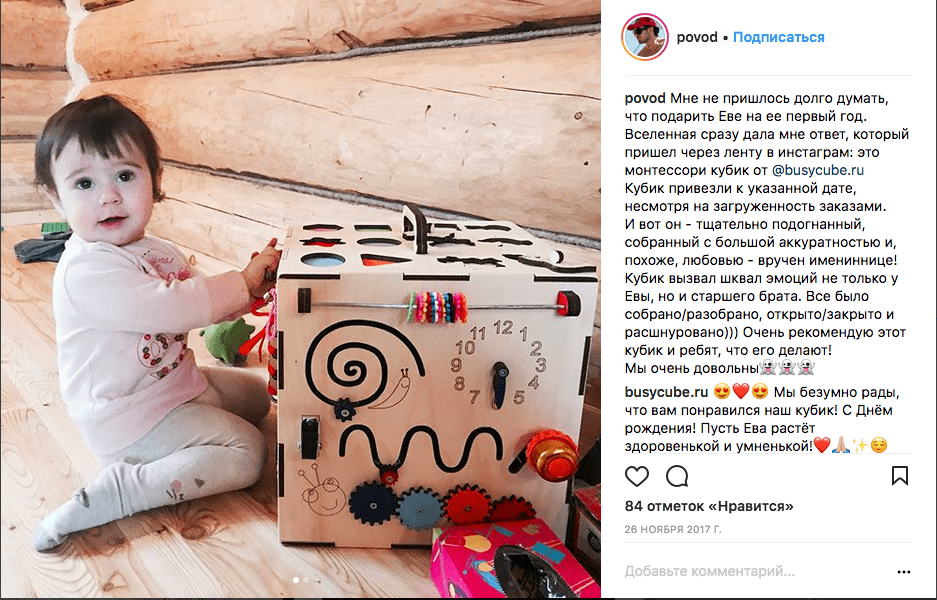 povod • Подписаться
povod Мне не пришлось долго думать,
что подарить Еве на ее первый год.
Вселенная сразу дала мне ответ, который
пришел через ленту в инстаграм: это
монтессори кубик от @busycube.ru
Кубик привезли к указанной дате,
несмотря на загруженность заказами.
И вот он - тщательно подогнанный,
собранный с большой аккуратностью и,
похоже, любовью - вручен имениннице!
Кубик вызвал шквал эмоций не только у
Евы, но и старшего брата. Все было
собрано/разобрано, открыто/закрыто и
расшнуровано))) Очень рекомендую этот
кубик и ребят, что его делают!
Мы очень довольны👻👻👻
busycube.ru 😍❤️😍 Мы безумно рады,
что вам понравился наш кубик! С Днём
рождения! Пусть Ева растёт
здоровенькой и умненькой!❤️🙏🏼✨😌
84 отметок «Нравится»
26 НОЯБРЯ 2017 Г.
Добавьте комментарий...
11 12 1
10 2
9 3
8 4
7 5